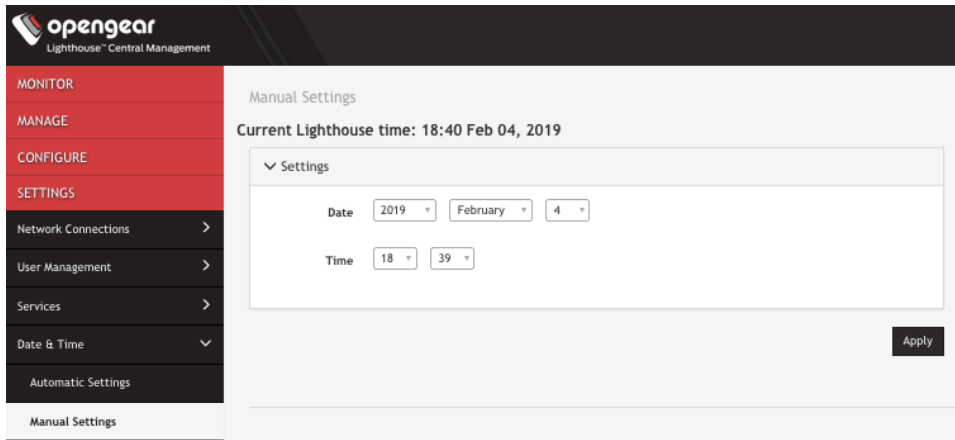 opengear
Lighthouse™ Central Management
MONITOR
MANAGE
CONFIGURE
SETTINGS
Network Connections
User Management
Services
Date & Time
Automatic Settings
Manual Settings
Manual Settings
Current Lighthouse time: 18:40 Feb 04, 2019
Settings
Date 2019 February 4
Time 18 39
Apply